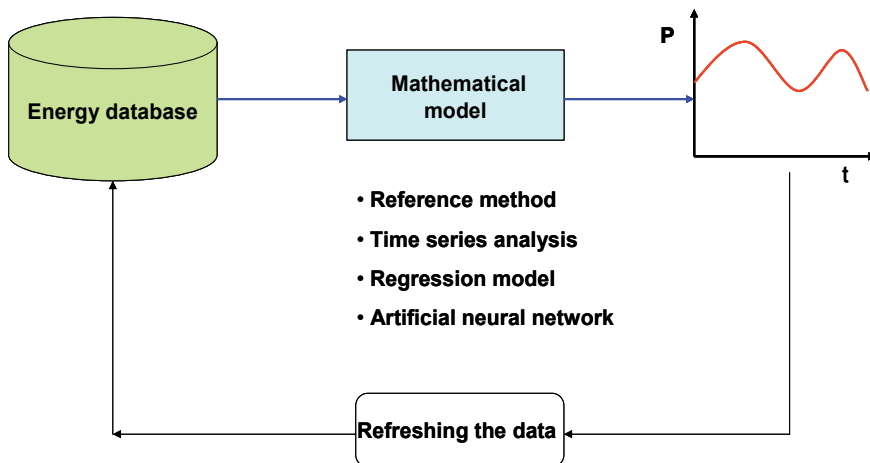 Energy database
Mathematical
model
P
t
• Reference method
• Time series analysis
• Regression model
• Artificial neural network
Refreshing the data